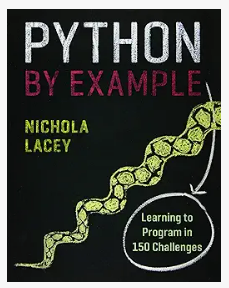 PYTHON
BY EXAMPLE
NICHOLA
LACEY
Learning to
Program in
150 Challenges